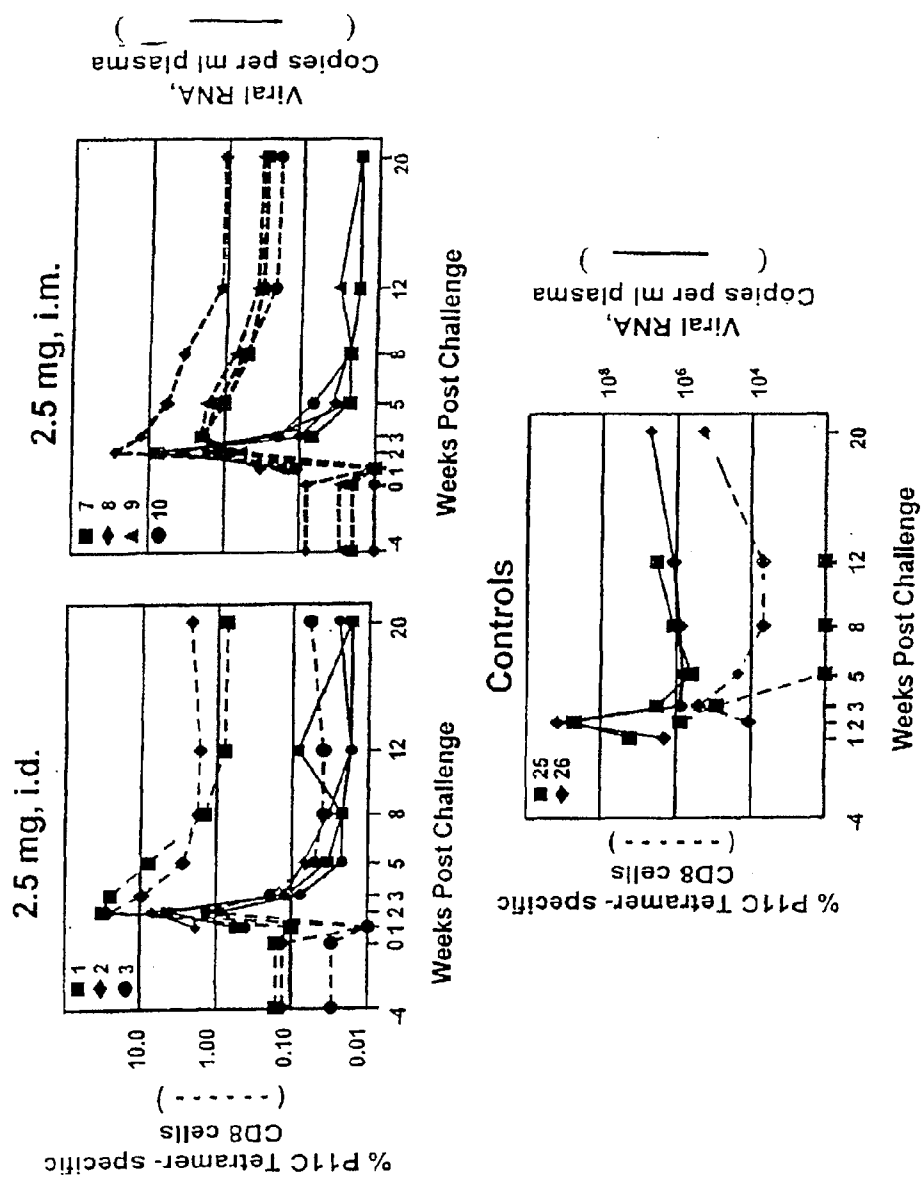 2.5 mg, i.d.
1
2
3
10.0
1.00
0.10
0.01
-4 0 1 2 3 5 8 12 20
Weeks Post Challenge
% P11C Tetramer- specific
CD8 cells
( - - - - - - )
2.5 mg, i.m.
7
8
9
10
-4 0 1 2 3 5 8 12 20
Weeks Post Challenge
Viral RNA,
Copies per ml plasma
( )
Controls
25
26
10⁸
10⁶
10⁴
-4 1 2 3 5 8 12 20
Weeks Post Challenge
% P11C Tetramer- specific
CD8 cells
( - - - - - - )
Viral RNA,
Copies per ml plasma
( )